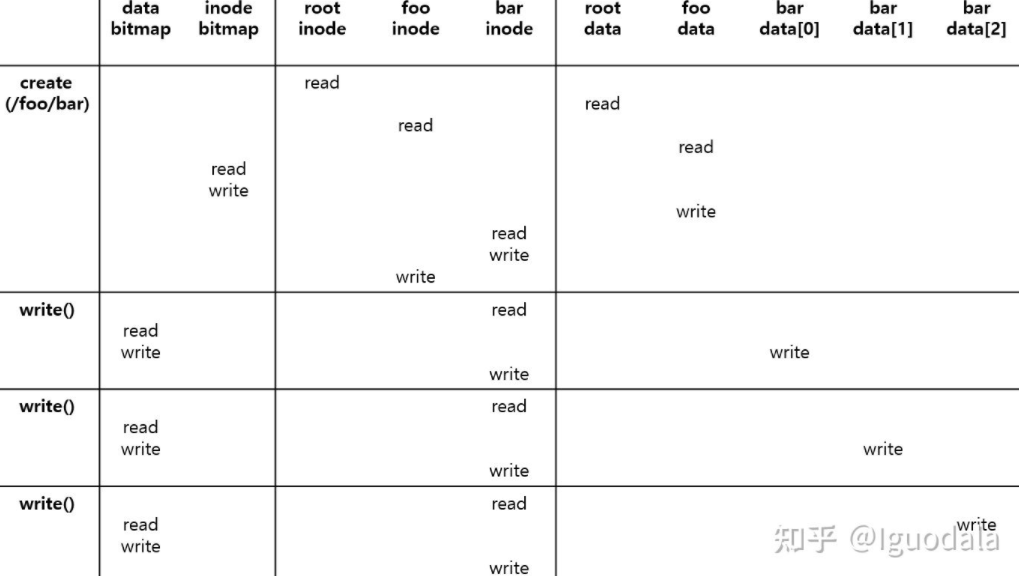 data inode root foo bar root foo bar bar bar
bitmap bitmap inode inode inode data data data[0] data[1] data[2]
create read
(/foo/bar) read
read
read
read
write
write
read
write
write
write() read
read
write write
write
write() read
read
write write
write
write() read
read write
write
write
知乎 @Iguodala